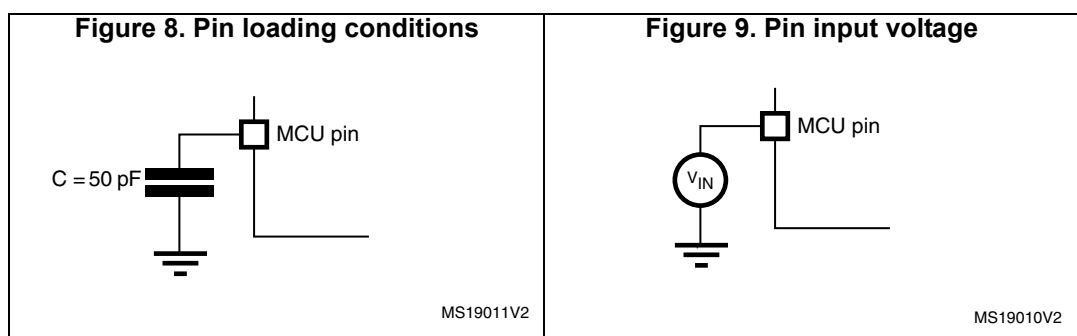 Figure 8. Pin loading conditions
MCU pin
C = 50 pF
MS19011V2
Figure 9. Pin input voltage
MCU pin
VIN
MS19010V2